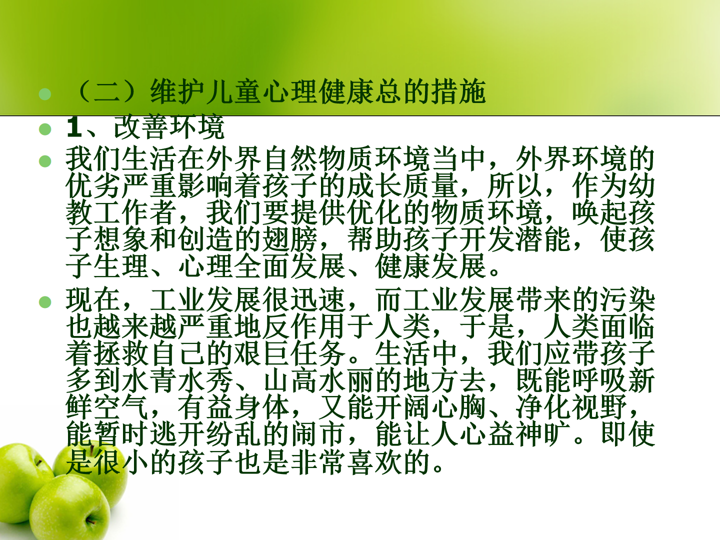 （二）维护儿童心理健康总的措施
1、改善环境
我们生活在外界自然物质环境当中，外界环境的
优劣严重影响着孩子的成长质量，所以，作为幼
教工作者，我们要提供优化的物质环境，唤起孩
子想象和创造的翅膀，帮助孩子开发潜能，使孩
子生理、心理全面发展、健康发展。
现在，工业发展很迅速，而工业发展带来的污染
也越来越严重地反作用于人类，于是，人类面临
着拯救自己的艰巨任务。生活中，我们应带孩子
多到水青水秀、山高水丽的地方去，既能呼吸新
鲜空气，有益身体，又能开阔心胸、净化视野，
能暂时逃开纷乱的闹市，能让人心益神旷。即使
是很小的孩子也是非常喜欢的。